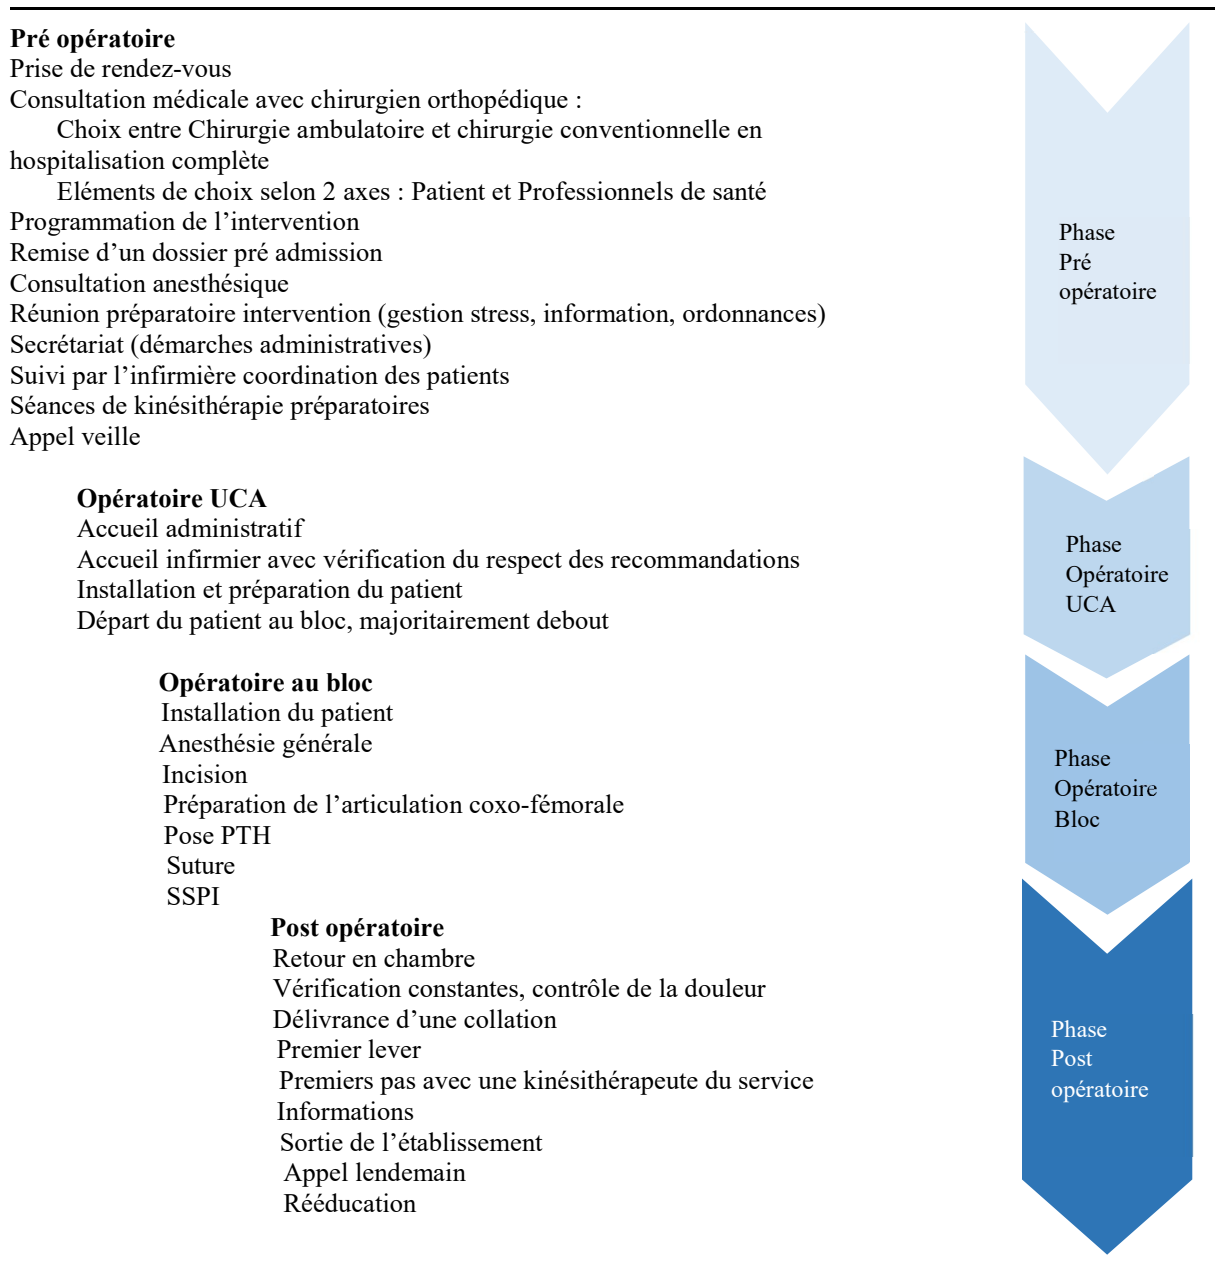 Pré opératoire
Prise de rendez-vous
Consultation médicale avec chirurgien orthopédique :
Choix entre Chirurgie ambulatoire et chirurgie conventionnelle en
hospitalisation complète
Eléments de choix selon 2 axes : Patient et Professionnels de santé
Programmation de l’intervention
Remise d’un dossier pré admission
Consultation anesthésique
Réunion préparatoire intervention (gestion stress, information, ordonnances)
Secrétariat (démarches administratives)
Suivi par l’infirmière coordination des patients
Séances de kinésithérapie préparatoires
Appel veille
Phase
Pré
opératoire
Opératoire UCA
Accueil administratif
Accueil infirmier avec vérification du respect des recommandations
Installation et préparation du patient
Départ du patient au bloc, majoritairement debout
Phase
Opératoire
UCA
Opératoire au bloc
Installation du patient
Anesthésie générale
Incision
Préparation de l’articulation coxo-fémorale
Pose PTH
Suture
SSPI
Phase
Opératoire
Bloc
Post opératoire
Retour en chambre
Vérification constantes, contrôle de la douleur
Délivrance d’une collation
Premier lever
Premiers pas avec une kinésithérapeute du service
Informations
Sortie de l’établissement
Appel lendemain
Rééducation
Phase
Post
opératoire